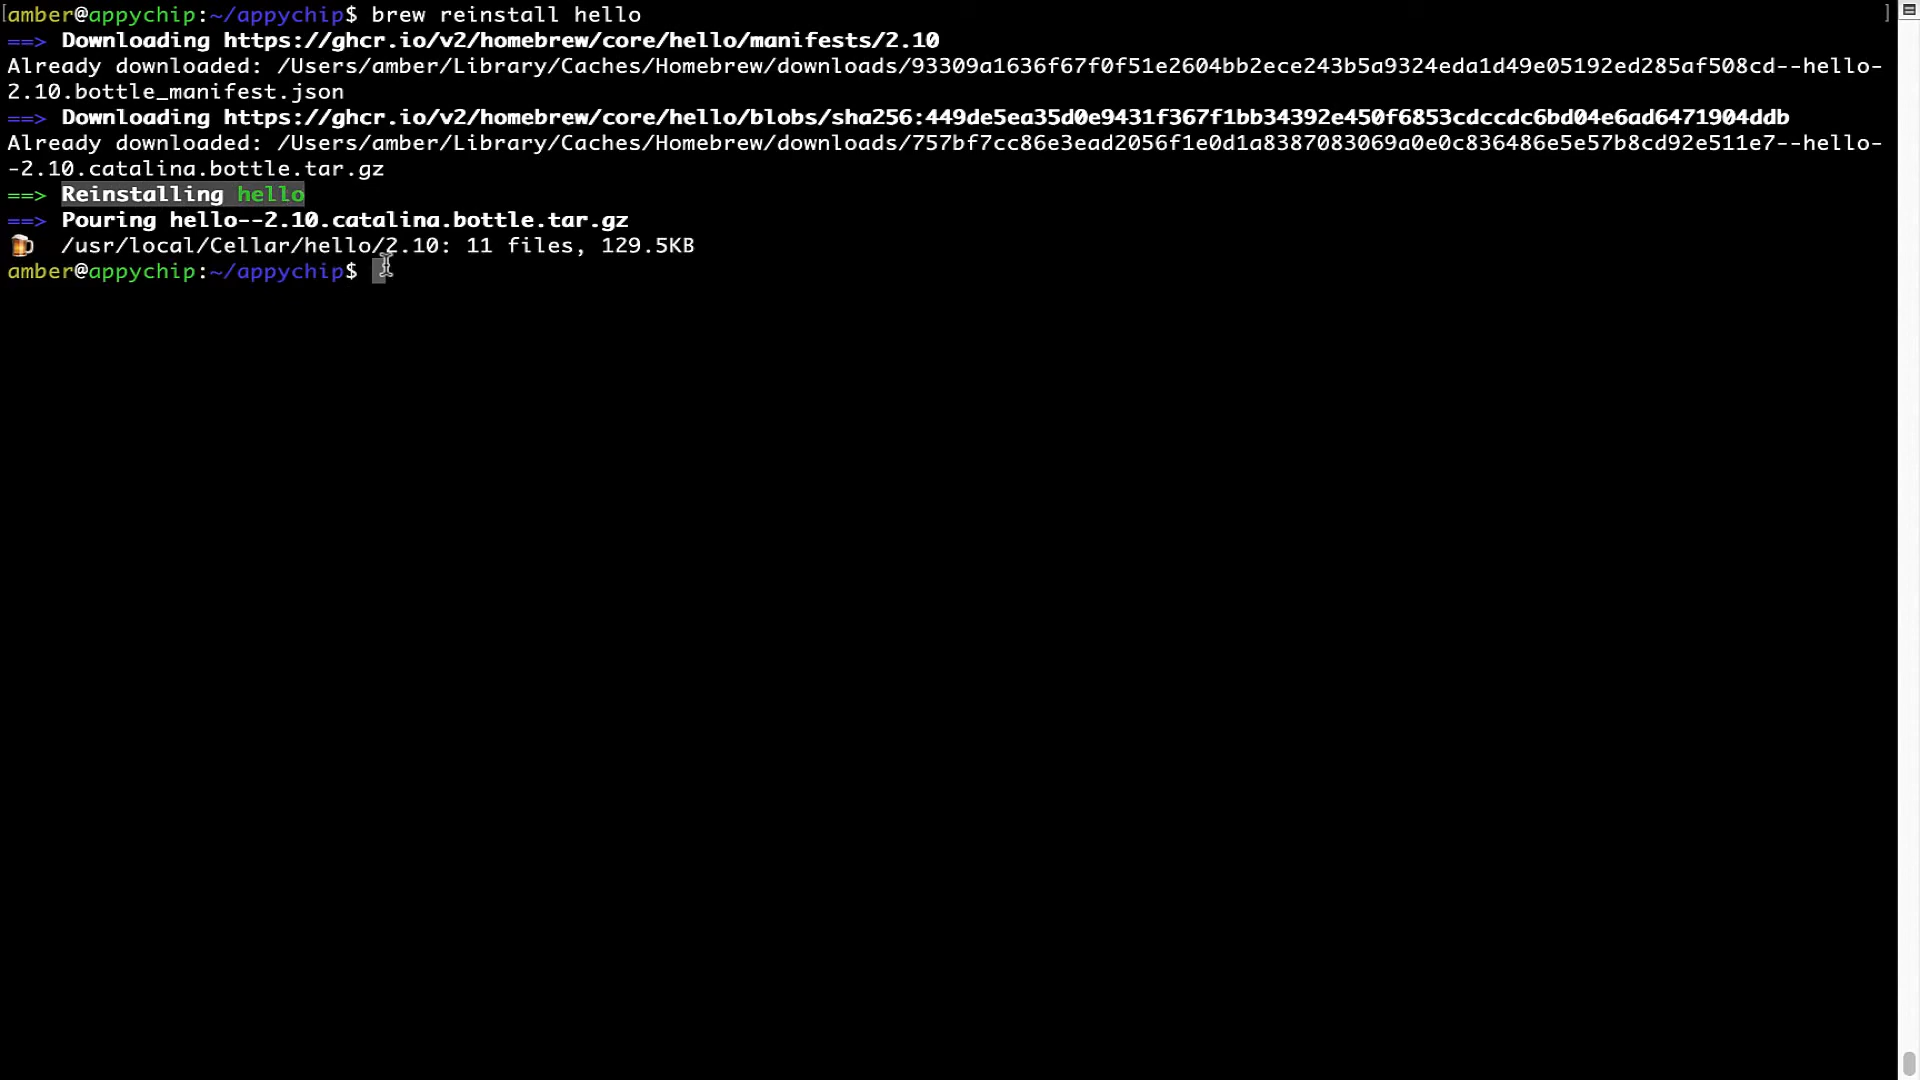 amber@appychip:~/appychip$ brew reinstall hello
==> Downloading https://ghcr.io/v2/homebrew/core/hello/manifests/2.10
Already downloaded: /Users/amber/Library/Caches/Homebrew/downloads/93309a1636f67f0f51e2604bb2ece243b5a9324eda1d49e05192ed285af508cd--hello-
2.10.bottle_manifest.json
==> Downloading https://ghcr.io/v2/homebrew/core/hello/blobs/sha256:449de5ea35d0e9431f367f1bb34392e450f6853cdccdc6bd04e6ad6471904ddb
Already downloaded: /Users/amber/Library/Caches/Homebrew/downloads/757bf7cc86e3ead2056f1e0d1a8387083069a0e0c836486e5e57b8cd92e511e7--hello-
-2.10.catalina.bottle.tar.gz
==> Reinstalling hello
==> Pouring hello--2.10.catalina.bottle.tar.gz
🍺 /usr/local/Cellar/hello/2.10: 11 files, 129.5KB
amber@appychip:~/appychip$